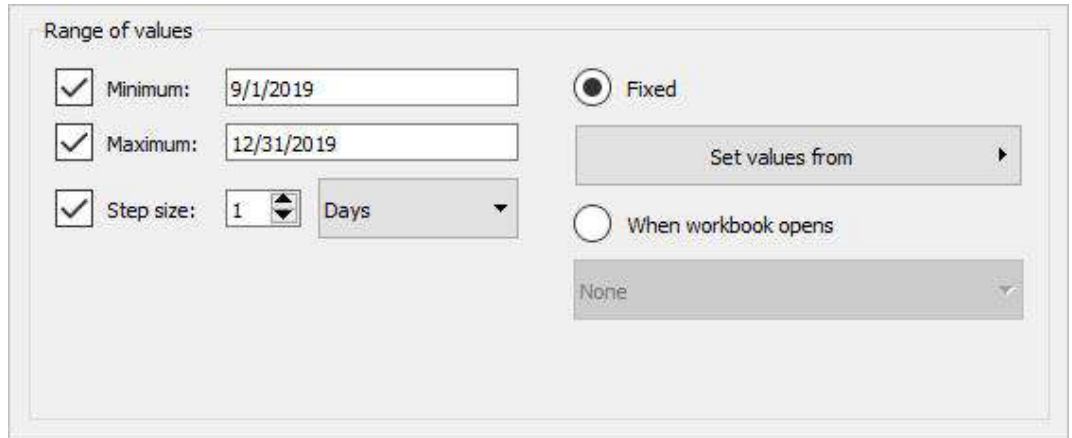 Range of values
Minimum: 9/1/2019
Maximum: 12/31/2019
Step size: 1 Days
Fixed
Set values from
When workbook opens
None